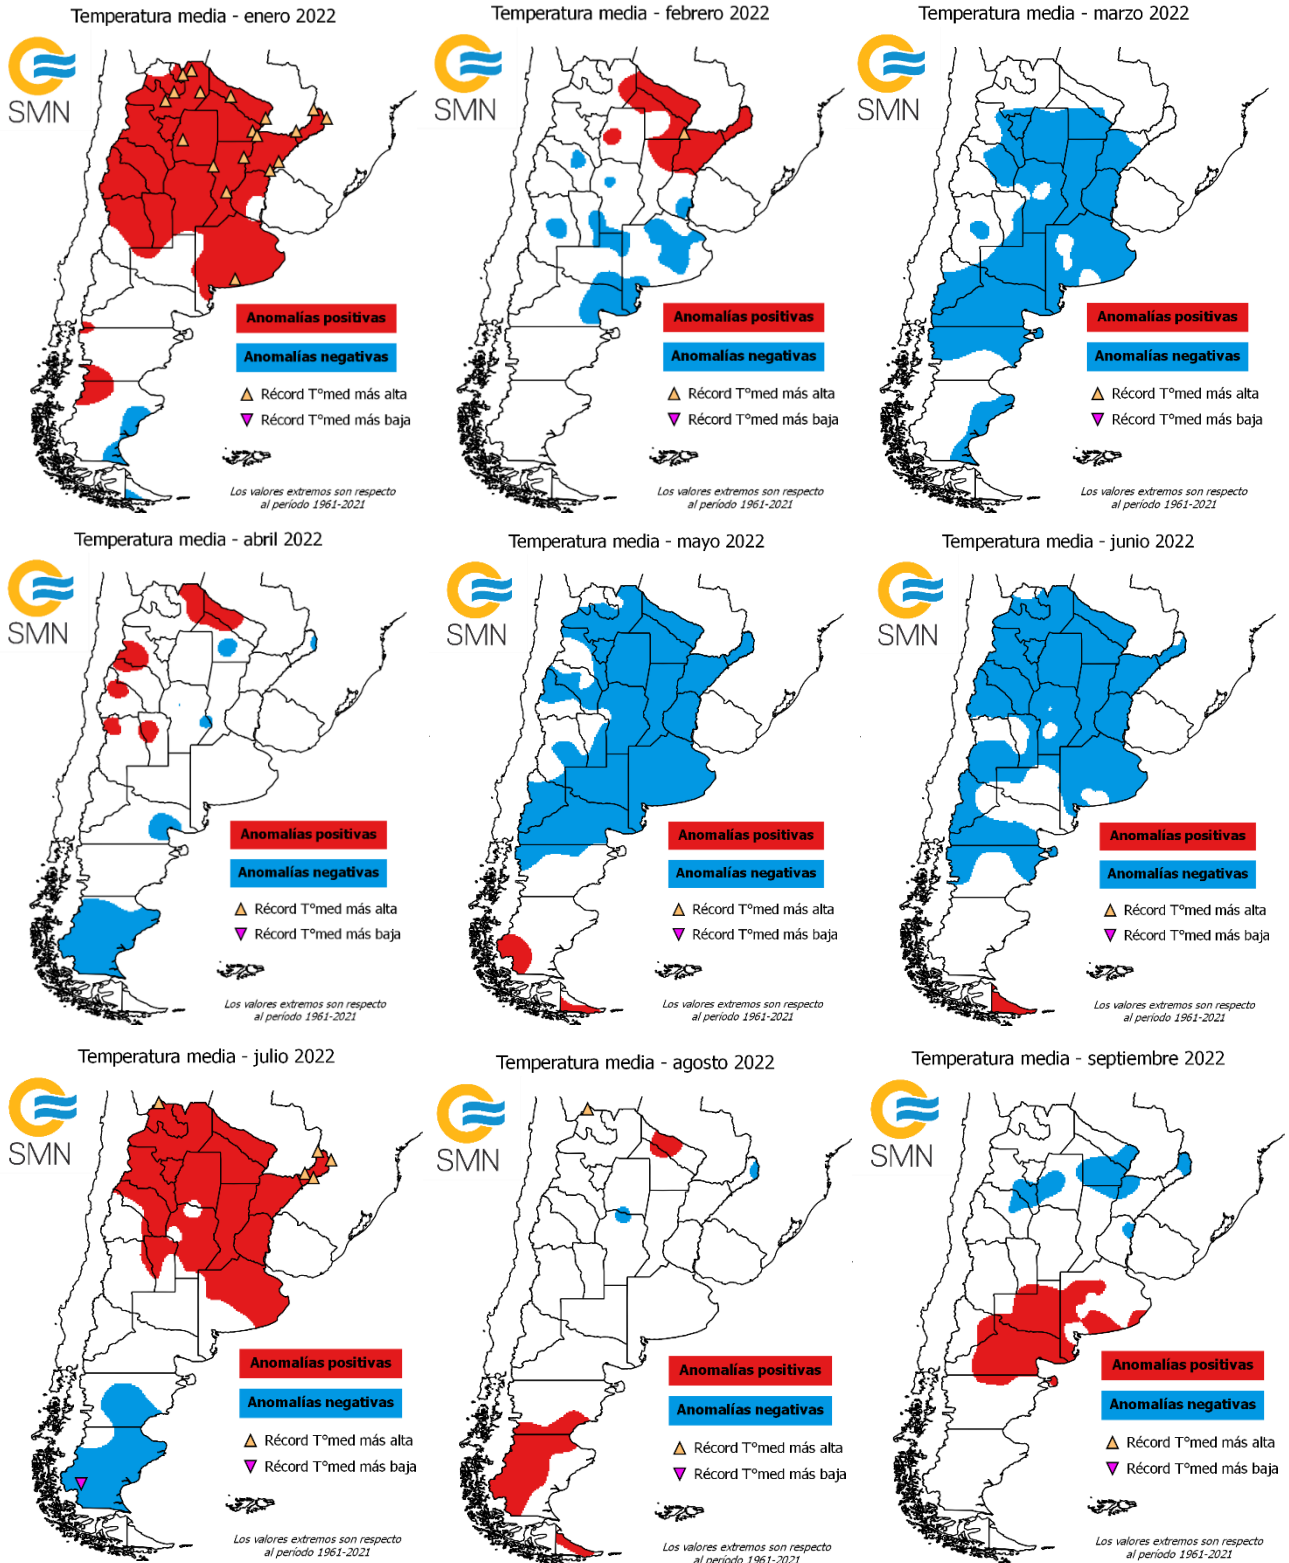 Temperatura media - enero 2022
SMN
Anomalías positivas
Anomalías negativas
Récord T°med más alta
Récord T°med más baja
Los valores extremos son respecto
al período 1961-2021
Temperatura media - febrero 2022
SMN
Anomalías positivas
Anomalías negativas
Récord T°med más alta
Récord T°med más baja
Los valores extremos son respecto
al período 1961-2021
Temperatura media - marzo 2022
SMN
Anomalías positivas
Anomalías negativas
Récord T°med más alta
Récord T°med más baja
Los valores extremos son respecto
al período 1961-2021
Temperatura media - abril 2022
SMN
Anomalías positivas
Anomalías negativas
Récord T°med más alta
Récord T°med más baja
Los valores extremos son respecto
al período 1961-2021
Temperatura media - mayo 2022
SMN
Anomalías positivas
Anomalías negativas
Récord T°med más alta
Récord T°med más baja
Los valores extremos son respecto
al período 1961-2021
Temperatura media - junio 2022
SMN
Anomalías positivas
Anomalías negativas
Récord T°med más alta
Récord T°med más baja
Los valores extremos son respecto
al período 1961-2021
Temperatura media - julio 2022
SMN
Anomalías positivas
Anomalías negativas
Récord T°med más alta
Récord T°med más baja
Los valores extremos son respecto
al período 1961-2021
Temperatura media - agosto 2022
SMN
Anomalías positivas
Anomalías negativas
Récord T°med más alta
Récord T°med más baja
Los valores extremos son respecto
al período 1961-2021
Temperatura media - septiembre 2022
SMN
Anomalías positivas
Anomalías negativas
Récord T°med más alta
Récord T°med más baja
Los valores extremos son respecto
al período 1961-2021